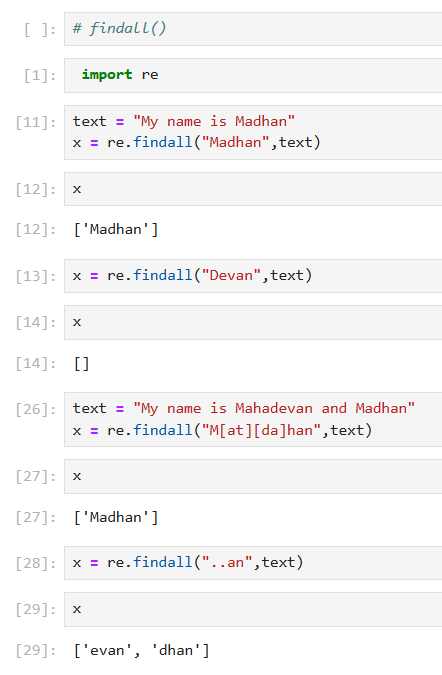 [ ]: # findall()
[1]: import re
[11]: text = "My name is Madhan"
x = re.findall("Madhan",text)
[12]: x
[12]: ['Madhan']
[13]: x = re.findall("Devan",text)
[14]: x
[14]: []
[26]: text = "My name is Mahadevan and Madhan"
x = re.findall("M[at][da]han",text)
[27]: x
[27]: ['Madhan']
[28]: x = re.findall("..an",text)
[29]: x
[29]: ['evan', 'dhan']